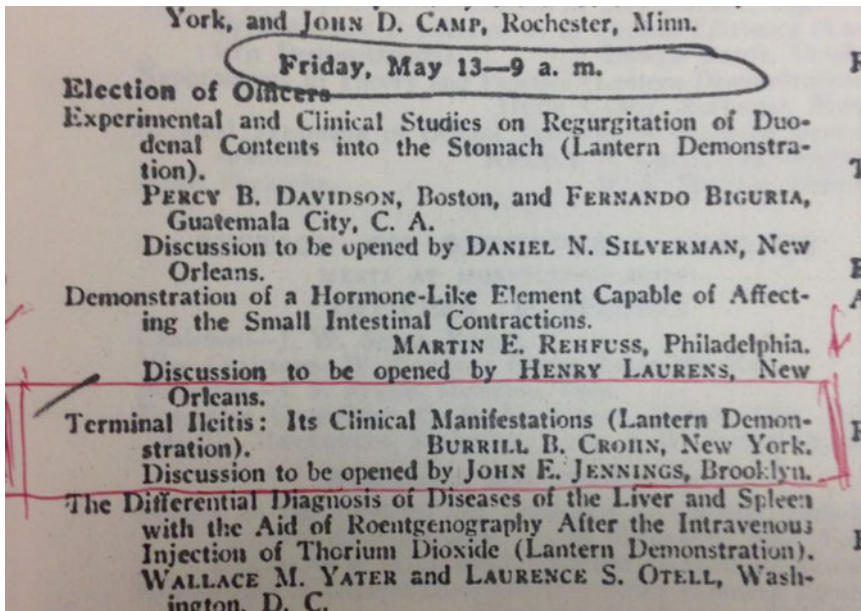 York, and JOHN D. CAMP, Rochester, Minn.
Friday, May 13—9 a. m.
Election of Officers
Experimental and Clinical Studies on Regurgitation of Duo-
denal Contents into the Stomach (Lantern Demonstra-
tion).
PERCY B. DAVIDSON, Boston, and FERNANDO BIGURIA,
Guatemala City, C. A.
Discussion to be opened by DANIEL N. SILVERMAN, New
Orleans.
Demonstration of a Hormone-Like Element Capable of Affect-
ing the Small Intestinal Contractions.
MARTIN E. REHFUSS, Philadelphia.
Discussion to be opened by HENRY LAURENS, New
Orleans.
Terminal Ileitis: Its Clinical Manifestations (Lantern Demon-
stration). BURRILL B. CROHN, New York.
Discussion to be opened by JOHN E. JENNINGS, Brooklyn.
The Differential Diagnosis of Diseases of the Liver and Spleen
with the Aid of Roentgenography After the Intravenous
Injection of Thorium Dioxide (Lantern Demonstration).
WALLACE M. YATER and LAURENCE S. OTELL, Wash-
ington, D. C.